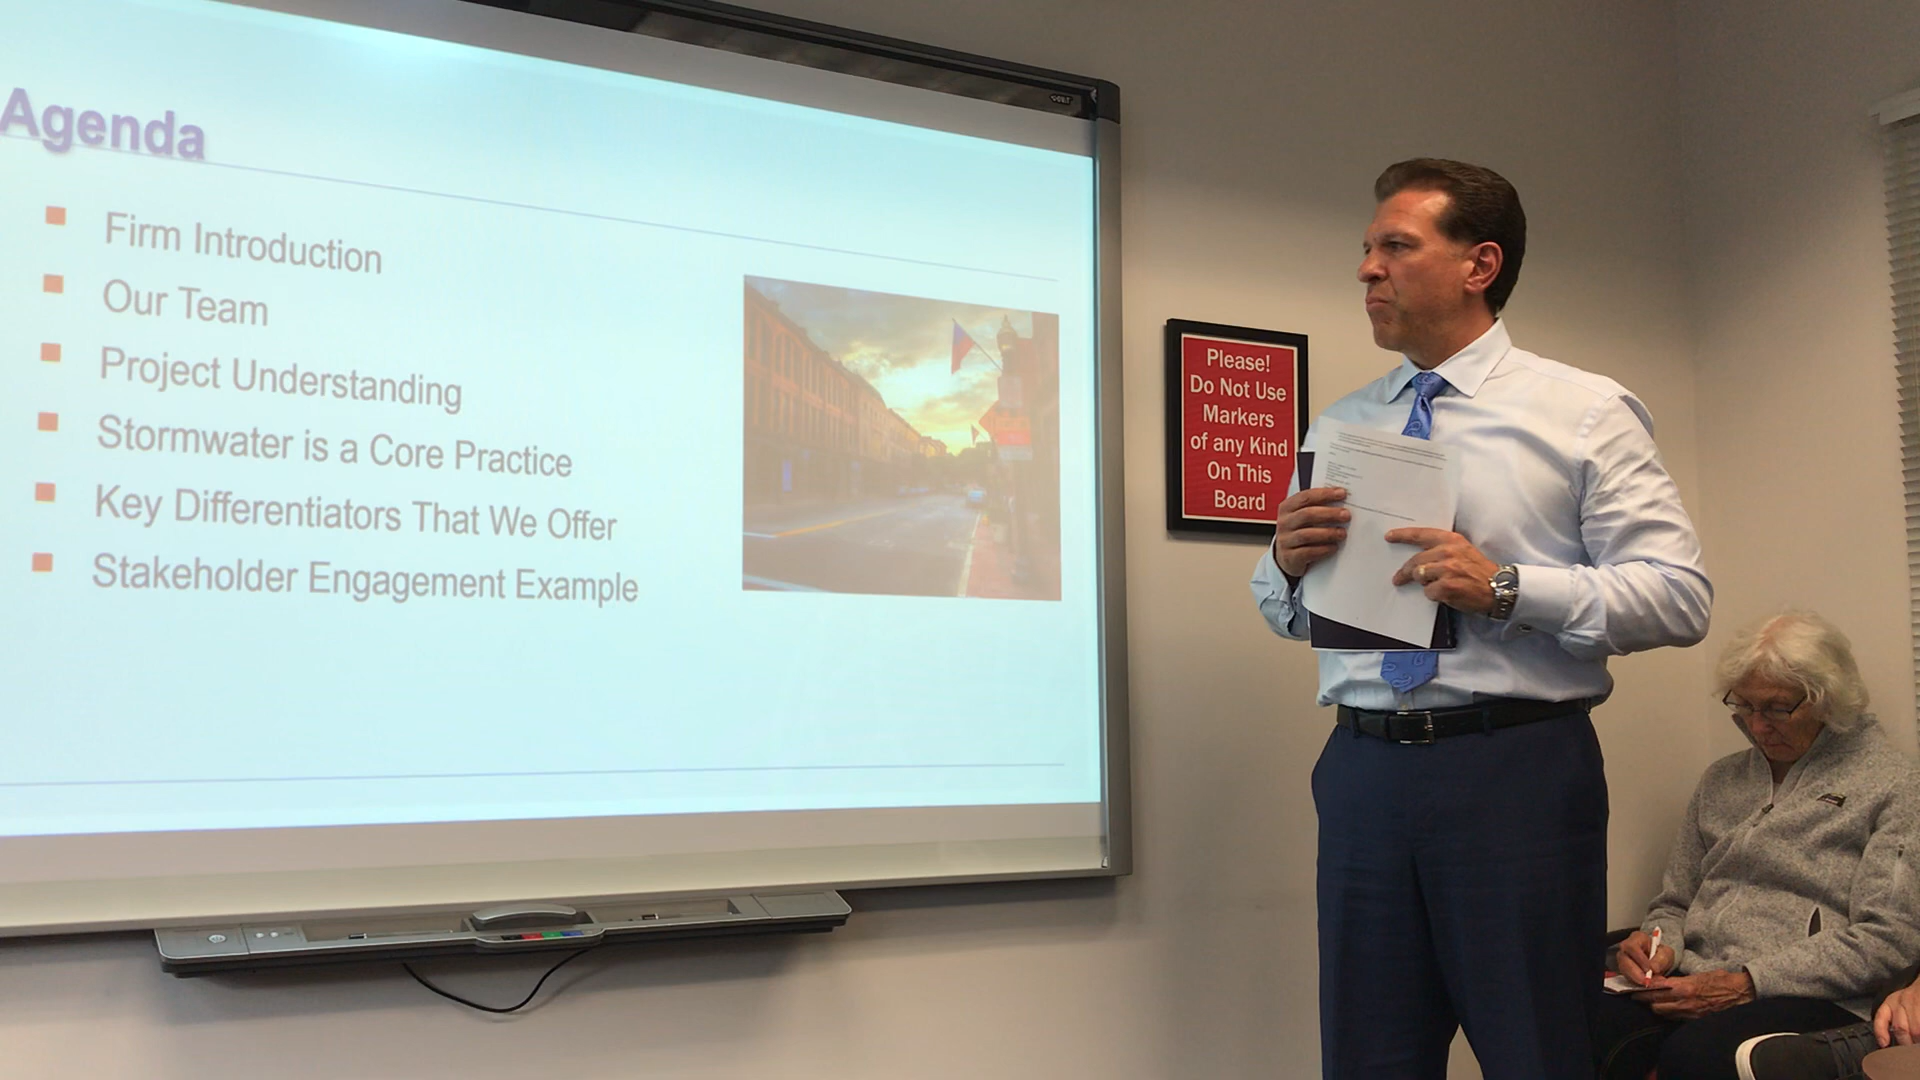 Agenda
Firm Introduction
Our Team
Project Understanding
Stormwater is a Core Practice
Key Differentiators That We Offer
Stakeholder Engagement Example
Please!
Do Not Use
Markers
of any Kind
On This
Board